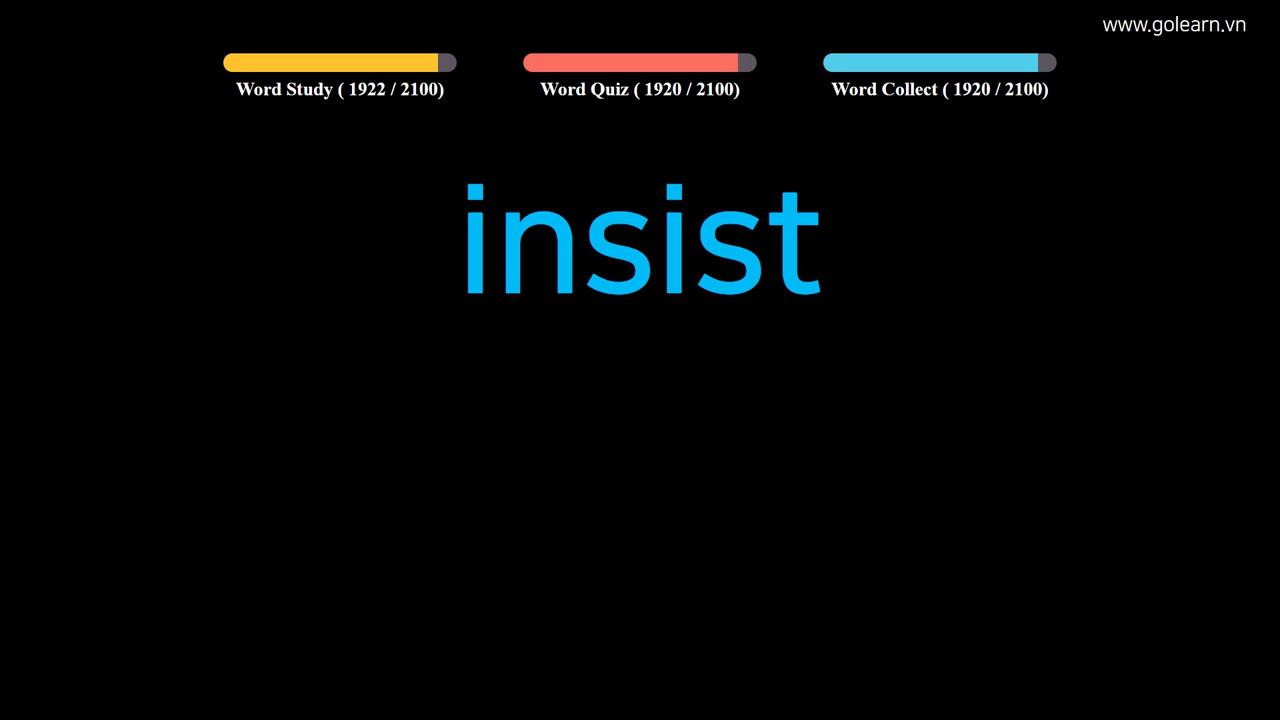 www.golearn.vn
Word Study ( 1922 / 2100)
Word Quiz ( 1920 / 2100)
Word Collect ( 1920 / 2100)
insist